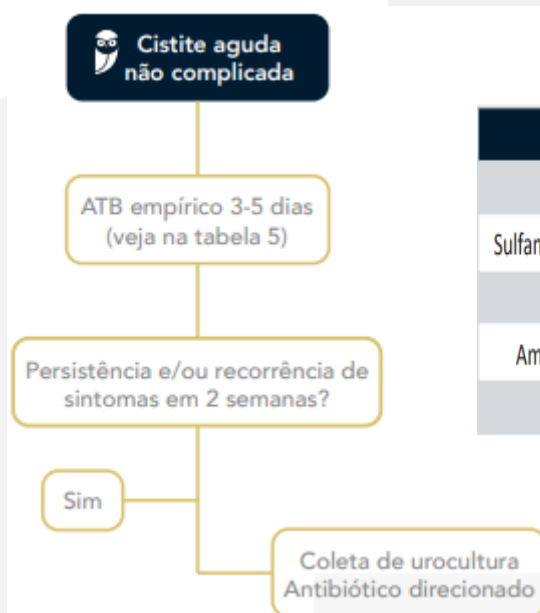 Cistite aguda
não complicada
ATB empírico 3-5 dias
(veja na tabela 5)
Persistência e/ou recorrência de
sintomas em 2 semanas?
Sim
Coleta de urocultura
Antibiótico direcionado